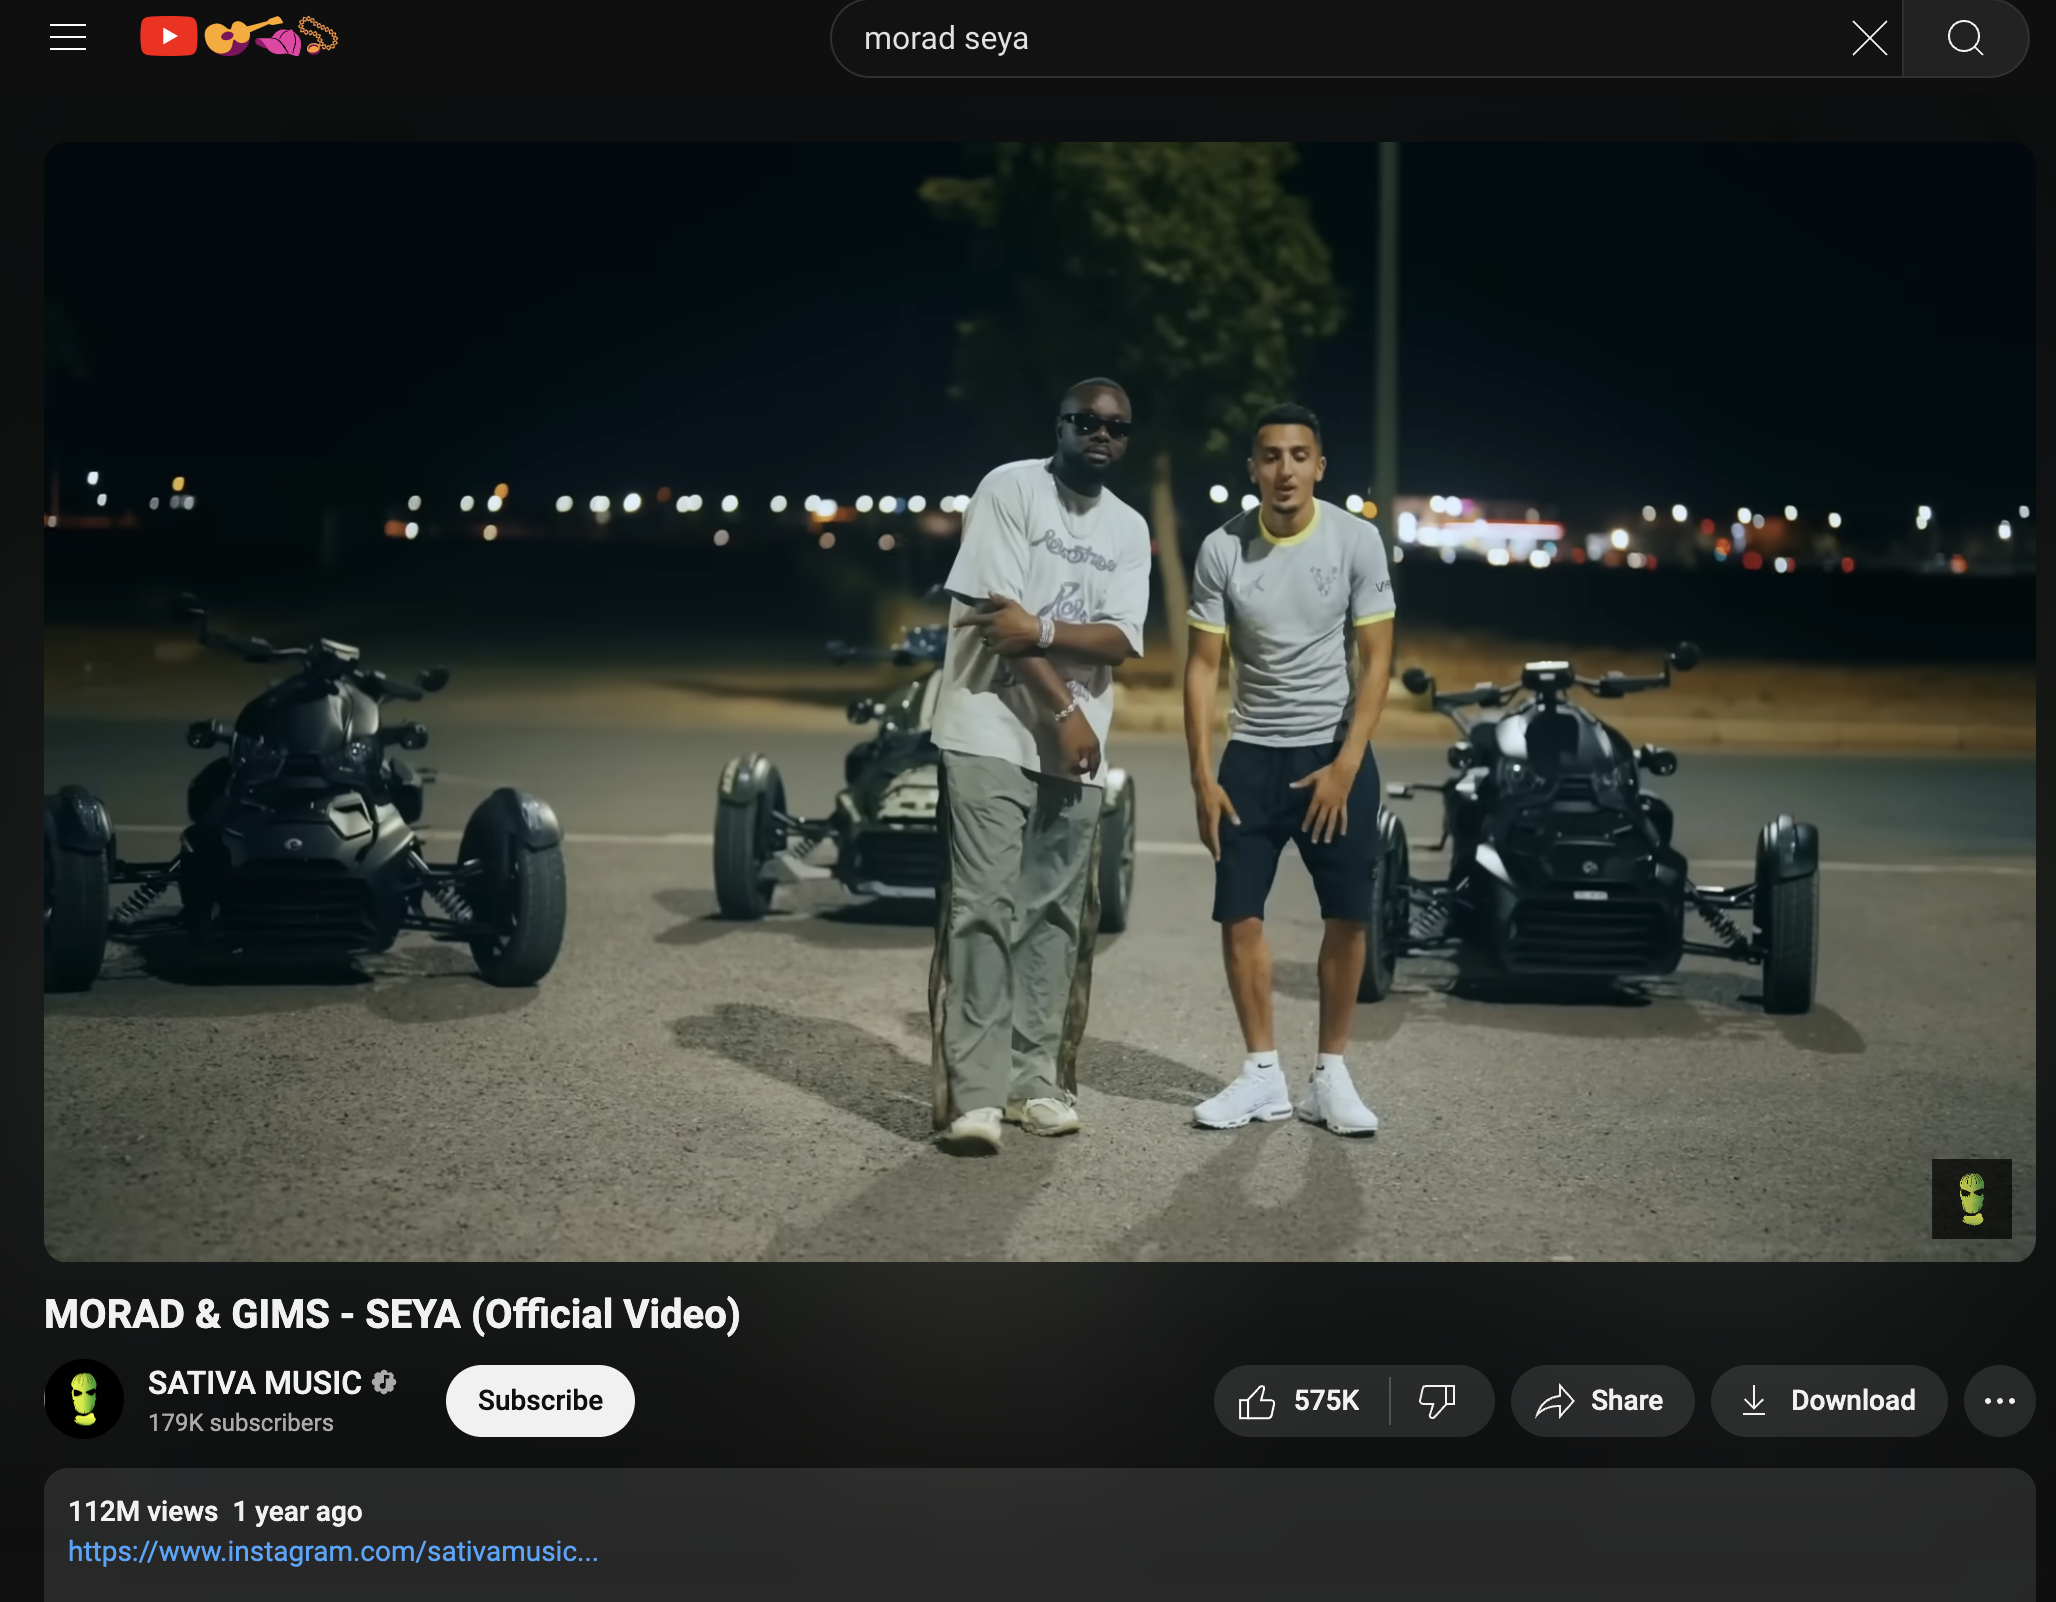 morad seya
MORAD & GIMS - SEYA (Official Video)
SATIVA MUSIC
179K subscribers
Subscribe
575K
Share
Download
112M views 1 year ago
https://www.instagram.com/sativamusic...